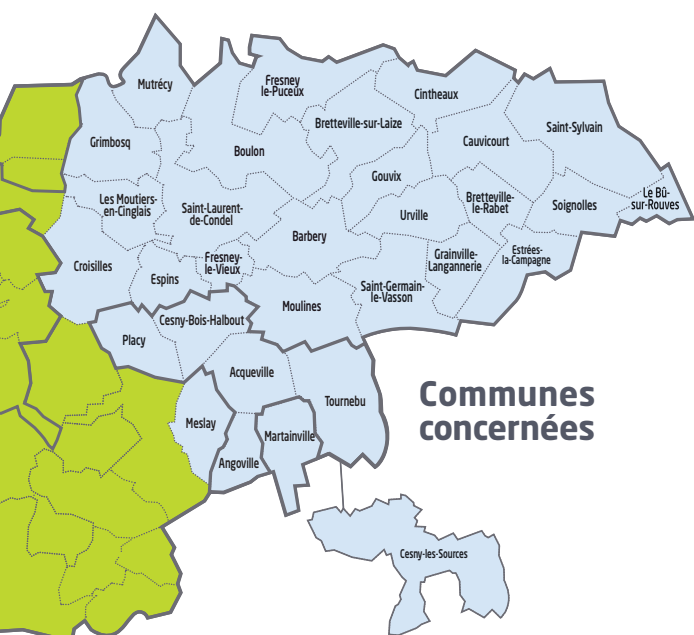 Mutrécy
Fresney
le-Puceux
Cintheaux
Bretteville-sur-Laize
Saint-Sylvain
Grimbosq
Boulon
Cauvicourt
Gouvix
Les Moutiers-
en-Cinglais
Saint-Laurent-
de-Condel
Urville
Bretteville-
le-Rabet
Soignolles
Le Bû-
sur-Rouves
Barbery
Croisilles
Espins
Fresney-
le-Vieux
Grainville-
Langannerie
Estrées-
la-Campagne
Saint-Germain-
le-Vasson
Moulines
Cesny-Bois-Halbout
Placy
Acqueville
Tournebu
Communes
concernées
Meslay
Martainville
Angoville
Cesny-les-Sources